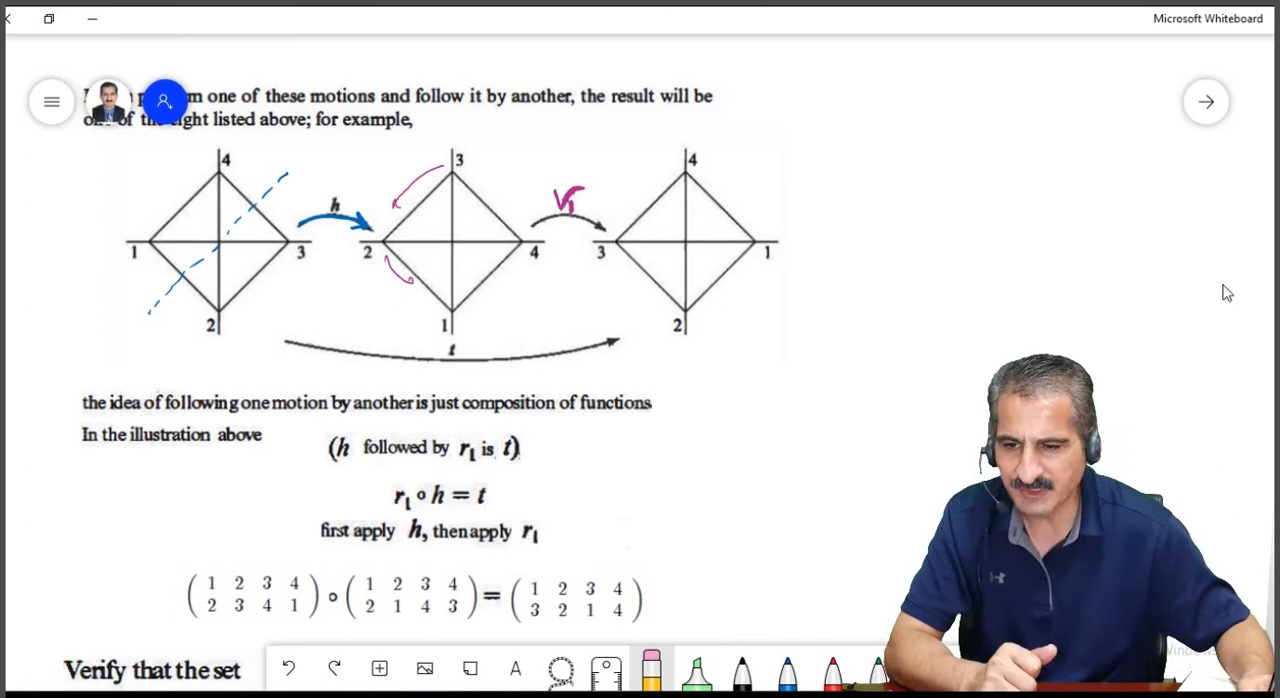 Microsoft Whiteboard
m one of these motions and follow it by another, the result will be
of the eight listed above; for example,
4 3 4
h r₁
1 3 2 4 3 1
2 1 2
t
the idea of following one motion by another is just composition of functions
In the illustration above
(h followed by r₁ is t)
r₁ ∘ h = t
first apply h, then apply r₁
( 1 2 3 4 ) ∘ ( 1 2 3 4 ) = ( 1 2 3 4 )
( 2 3 4 1 ) ( 2 1 4 3 ) ( 3 2 1 4 )
Verify that the set
A